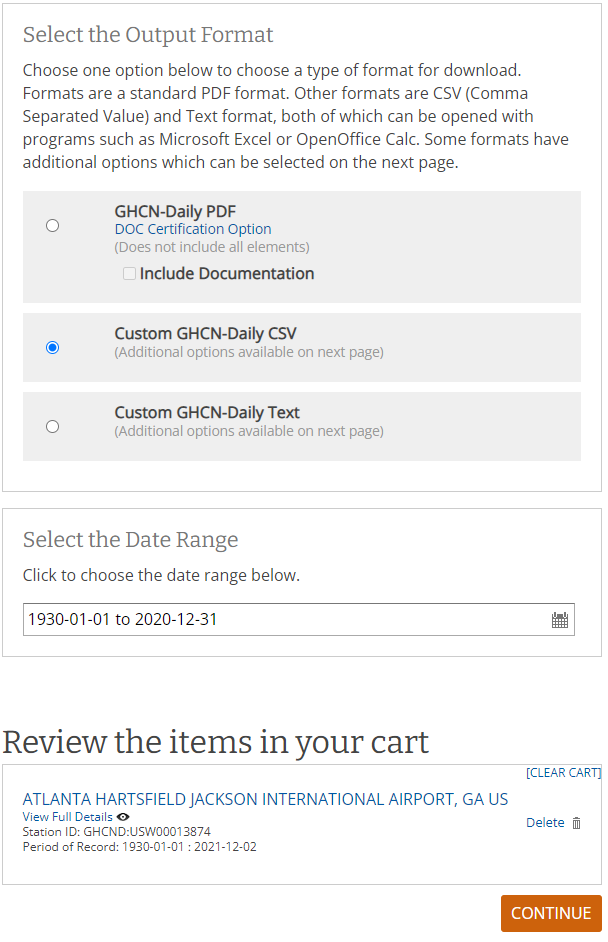 Select the Output Format
Choose one option below to choose a type of format for download.
Formats are a standard PDF format. Other formats are CSV (Comma
Separated Value) and Text format, both of which can be opened with
programs such as Microsoft Excel or OpenOffice Calc. Some formats have
additional options which can be selected on the next page.
GHCN-Daily PDF
DOC Certification Option
(Does not include all elements)
Include Documentation
Custom GHCN-Daily CSV
(Additional options available on next page)
Custom GHCN-Daily Text
(Additional options available on next page)
Select the Date Range
Click to choose the date range below.
1930-01-01 to 2020-12-31
Review the items in your cart
[CLEAR CART]
ATLANTA HARTSFIELD JACKSON INTERNATIONAL AIRPORT, GA US
View Full Details
Delete
Station ID: GHCND:USW00013874
Period of Record: 1930-01-01 : 2021-12-02
CONTINUE